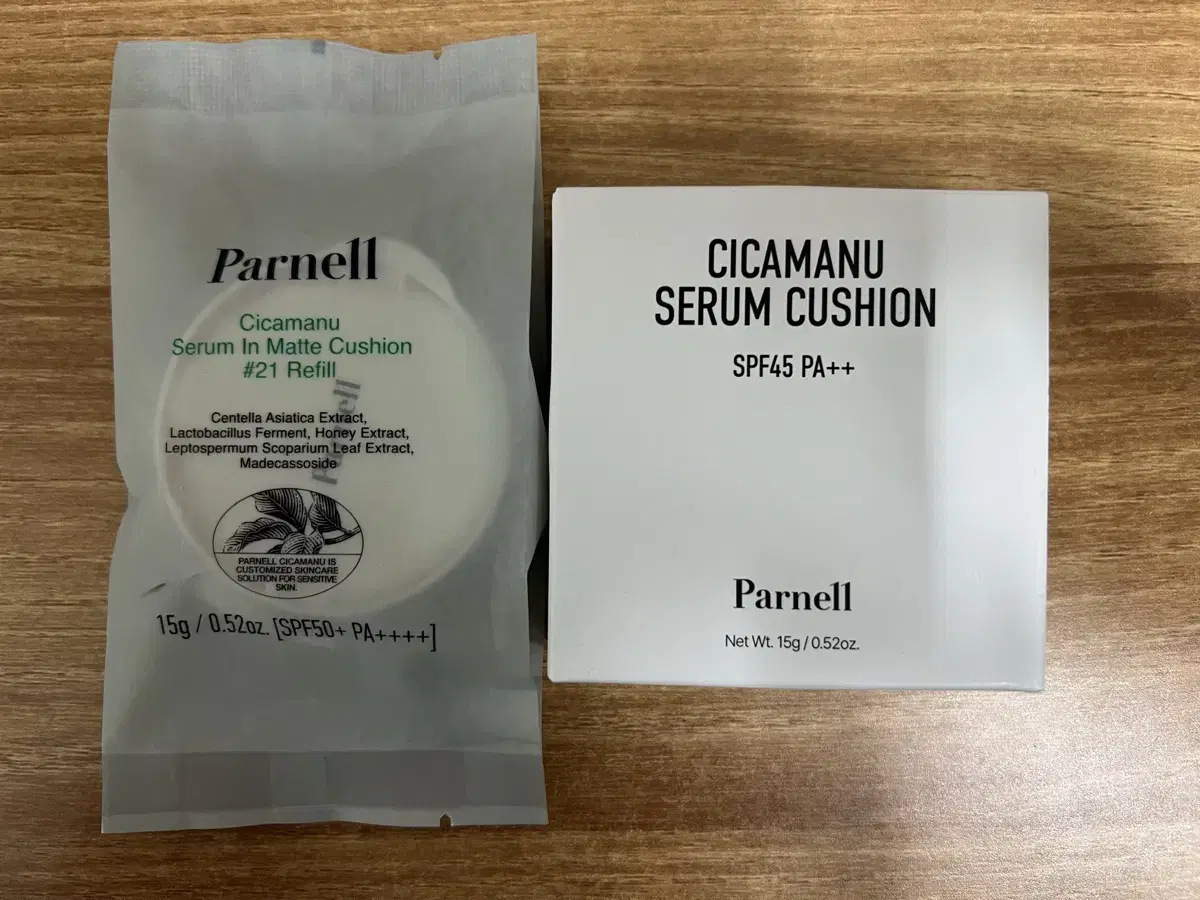 Parnell
Cicamanu
Serum In Matte Cushion
#21 Refill
Parnell
Centella Asiatica Extract,
Lactobacillus Ferment, Honey Extract,
Leptospermum Scoparium Leaf Extract,
Madecassoside
PARNELL CICAMANU IS
CUSTOMIZED SKINCARE
SOLUTION FOR SENSITIVE
SKIN.
15g / 0.52oz. [SPF50+ PA++++]
CICAMANU
SERUM CUSHION
SPF45 PA++
Parnell
Net Wt. 15g / 0.52oz.